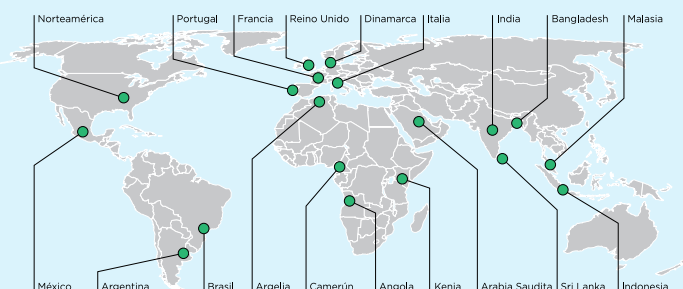 Norteamérica
Portugal
Francia
Reino Unido
Dinamarca
Italia
India
Bangladesh
Malasia
México
Argentina
Brasil
Argelia
Camerún
Angola
Kenia
Arabia Saudita
Sri Lanka
Indonesia